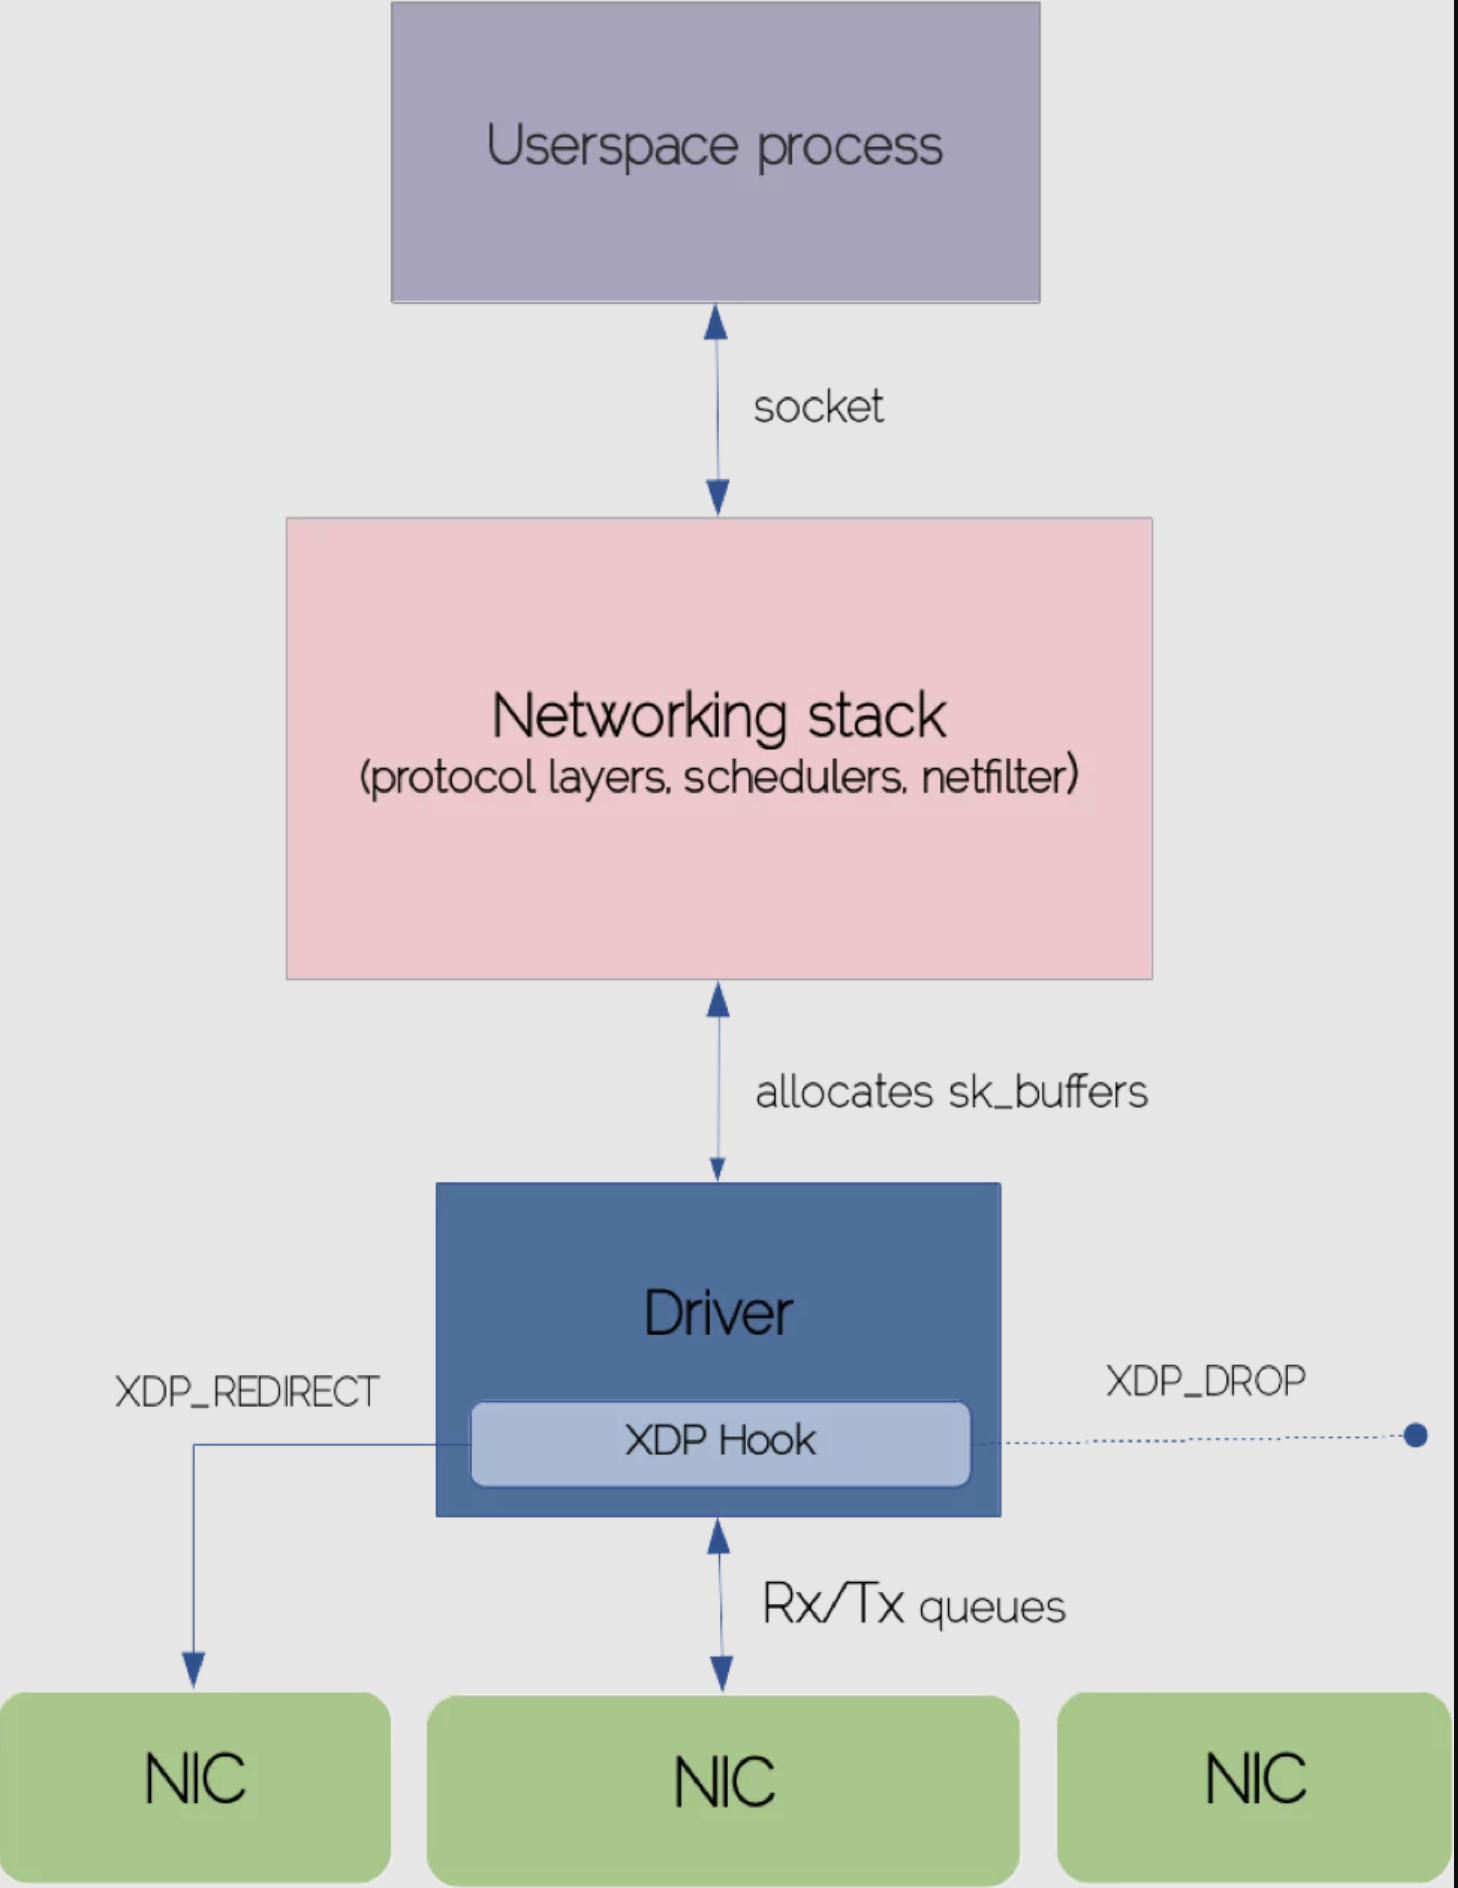 Userspace process
socket
Networking stack
(protocol layers, schedulers, netfilter)
allocates sk_buffers
Driver
XDP_REDIRECT
XDP Hook
XDP_DROP
Rx/Tx queues
NIC
NIC
NIC